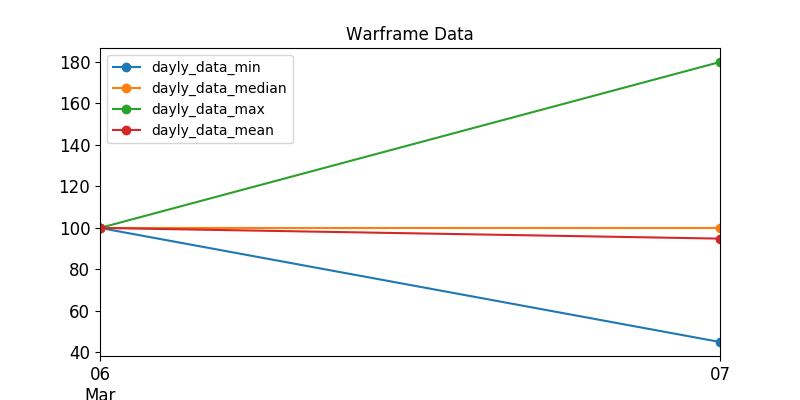 Warframe Data
dayly_data_min
dayly_data_median
dayly_data_max
dayly_data_mean
180
160
140
120
100
80
60
40
06
07
Mar